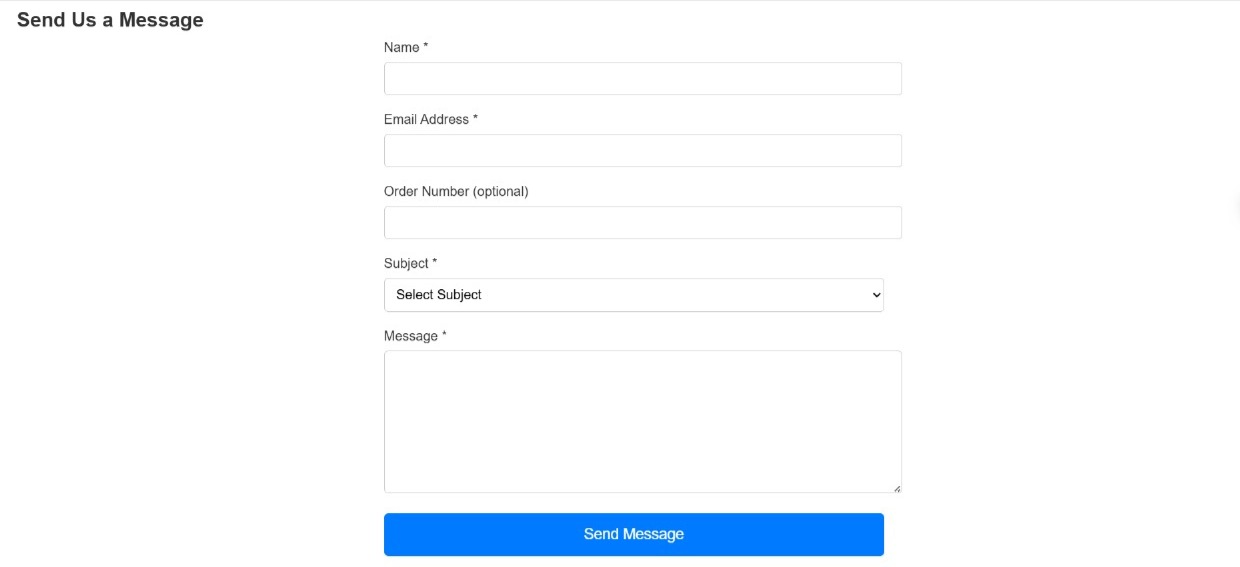 Send Us a Message
Name *
Email Address *
Order Number (optional)
Subject *
Select Subject
Message *
Send Message